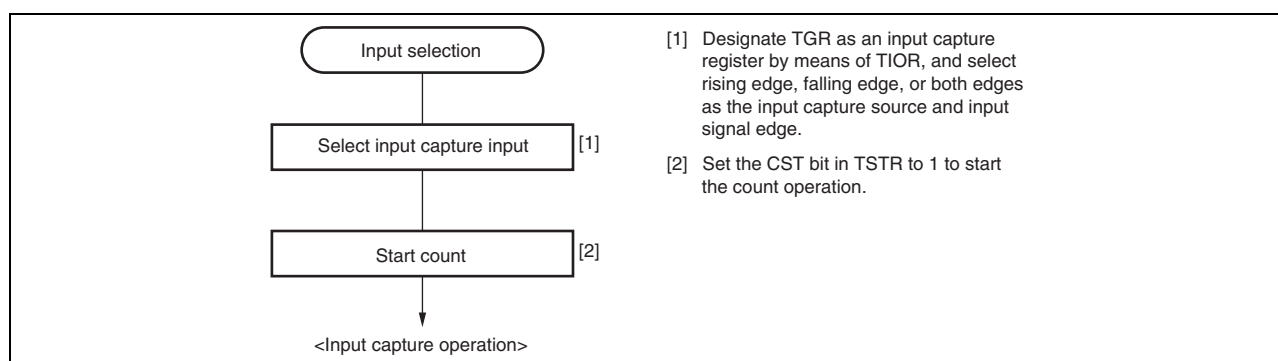 Input selection
Select input capture input
[1]
Start count
[2]
<Input capture operation>
[1] Designate TGR as an input capture
register by means of TIOR, and select
rising edge, falling edge, or both edges
as the input capture source and input
signal edge.
[2] Set the CST bit in TSTR to 1 to start
the count operation.